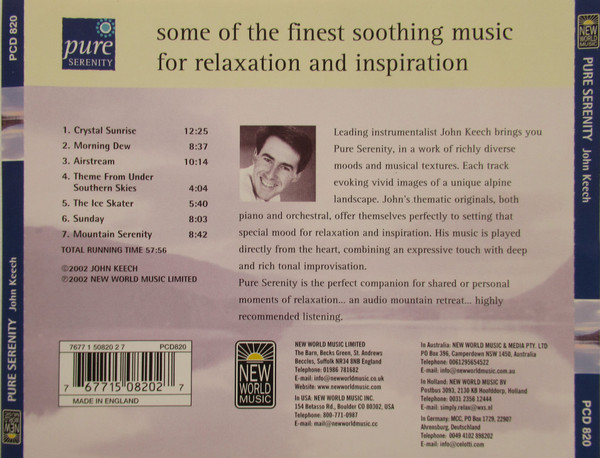 PCD 820
PURE SERENITY John Keech
NEW WORLD MUSIC
pure
SERENITY
some of the finest soothing music
for relaxation and inspiration
1. Crystal Sunrise 12:25
2. Morning Dew 8:37
3. Airstream 10:14
4. Theme From Under
Southern Skies 4:04
5. The Ice Skater 5:40
6. Sunday 8:03
7. Mountain Serenity 8:42
TOTAL RUNNING TIME 57:56
©2002 JOHN KEECH
℗2002 NEW WORLD MUSIC LIMITED
Leading instrumentalist John Keech brings you
Pure Serenity, in a work of richly diverse
moods and musical textures. Each track
evoking vivid images of a unique alpine
landscape. John's thematic originals, both
piano and orchestral, offer themselves perfectly to setting that
special mood for relaxation and inspiration. His music is played
directly from the heart, combining an expressive touch with deep
and rich tonal improvisation.
Pure Serenity is the perfect companion for shared or personal
moments of relaxation... an audio mountain retreat... highly
recommended listening.
7677 1 50820 2 7 PCD820
7 67715 08202 7
MADE IN ENGLAND
NEW
WORLD
MUSIC
NEW WORLD MUSIC LIMITED
The Barn, Becks Green, St. Andrews
Beccles, Suffolk NR34 8NB England
Telephone: 01986 781682
E-mail: info@newworldmusic.co.uk
Website: www.newworldmusic.com
In USA: NEW WORLD MUSIC INC.
154 Betasso Rd, Boulder CO 80302, USA
Telephone: 800-771-0987
E-mail: mail@newworldmusic.cc
In Australia: NEW WORLD MUSIC & MEDIA PTY. LTD
PO Box 396, Camperdown NSW 1450, Australia
Telephone: 0061295654522
E-mail: info@newworldmusic.com.au
In Holland: NEW WORLD MUSIC BV
Postbus 3093, 2130 KB Hoofddorp, Holland
Telephone: 0031 2356 12444
E-mail: simply.relax@wxs.nl
In Germany: MCC, PO Box 1729, 22907
Ahrensburg, Deutschland
Telephone: 0049 4102 898202
E-mail: info@celotti.com
NEW
WORLD
MUSIC
PURE SERENITY John Keech
PCD 820